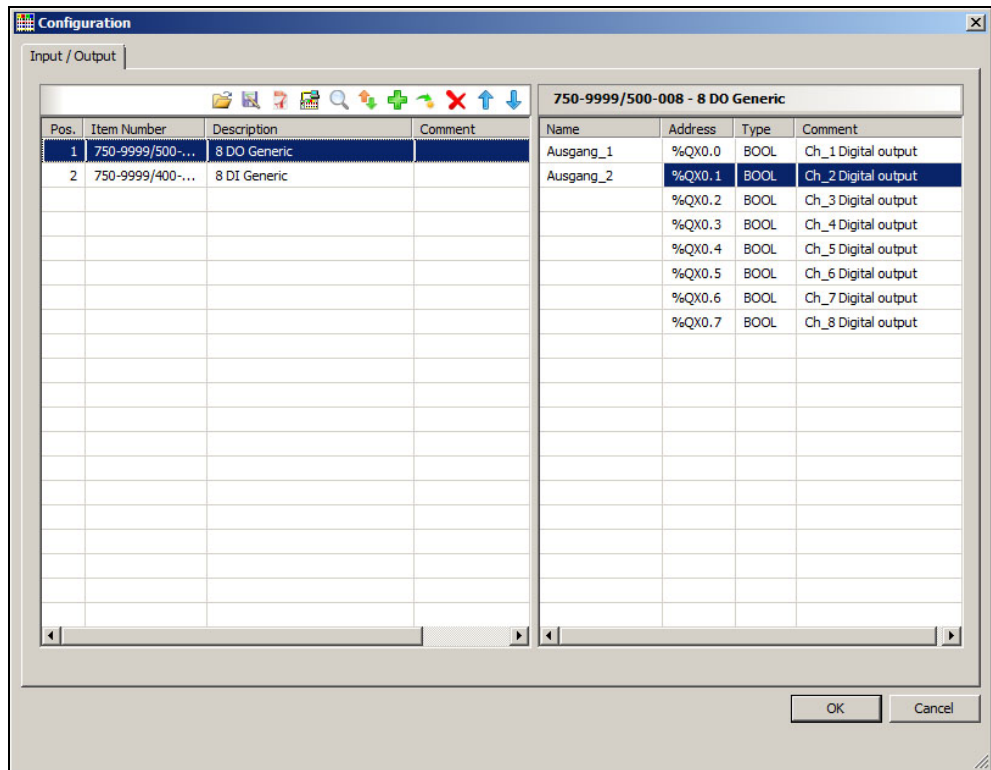 Configuration
Input / Output
750-9999/500-008 - 8 DO Generic
Pos. Item Number Description Comment
1 750-9999/500-... 8 DO Generic
2 750-9999/400-... 8 DI Generic
Name Address Type Comment
Ausgang_1 %QX0.0 BOOL Ch_1 Digital output
Ausgang_2 %QX0.1 BOOL Ch_2 Digital output
%QX0.2 BOOL Ch_3 Digital output
%QX0.3 BOOL Ch_4 Digital output
%QX0.4 BOOL Ch_5 Digital output
%QX0.5 BOOL Ch_6 Digital output
%QX0.6 BOOL Ch_7 Digital output
%QX0.7 BOOL Ch_8 Digital output
OK Cancel